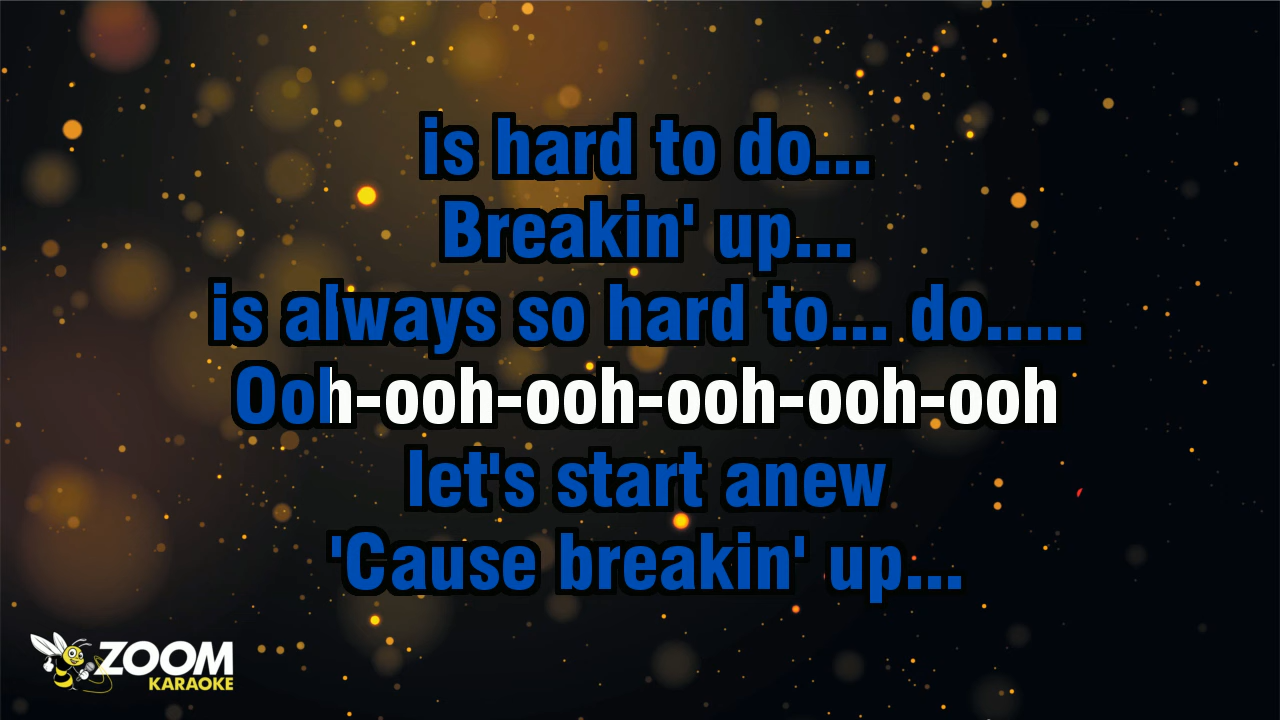 is hard to do...
Breakin' up...
is always so hard to... do.....
Ooh-ooh-ooh-ooh-ooh-ooh
let's start anew
'Cause breakin' up...
ZOOM
KARAOKE